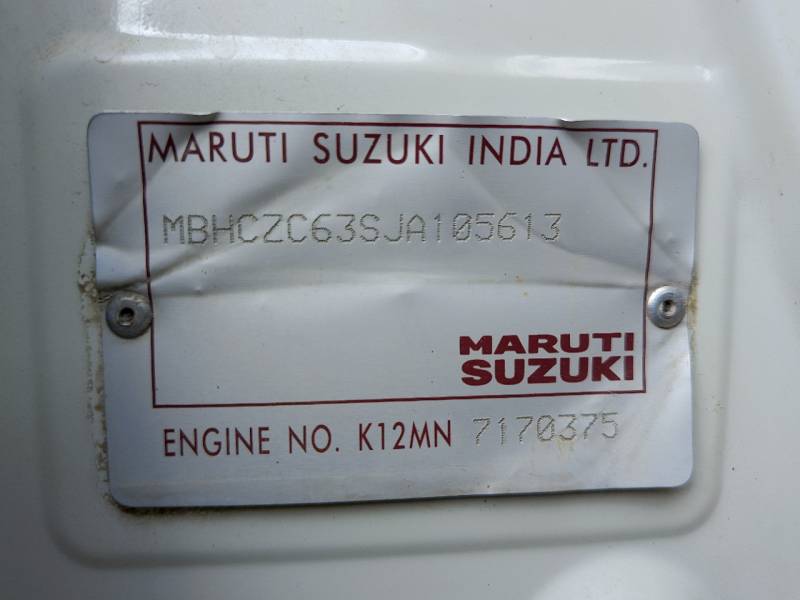 MARUTI SUZUKI INDIA LTD.
MBHCZC63SJA105613
MARUTI
SUZUKI
ENGINE NO. K12MN 7170375